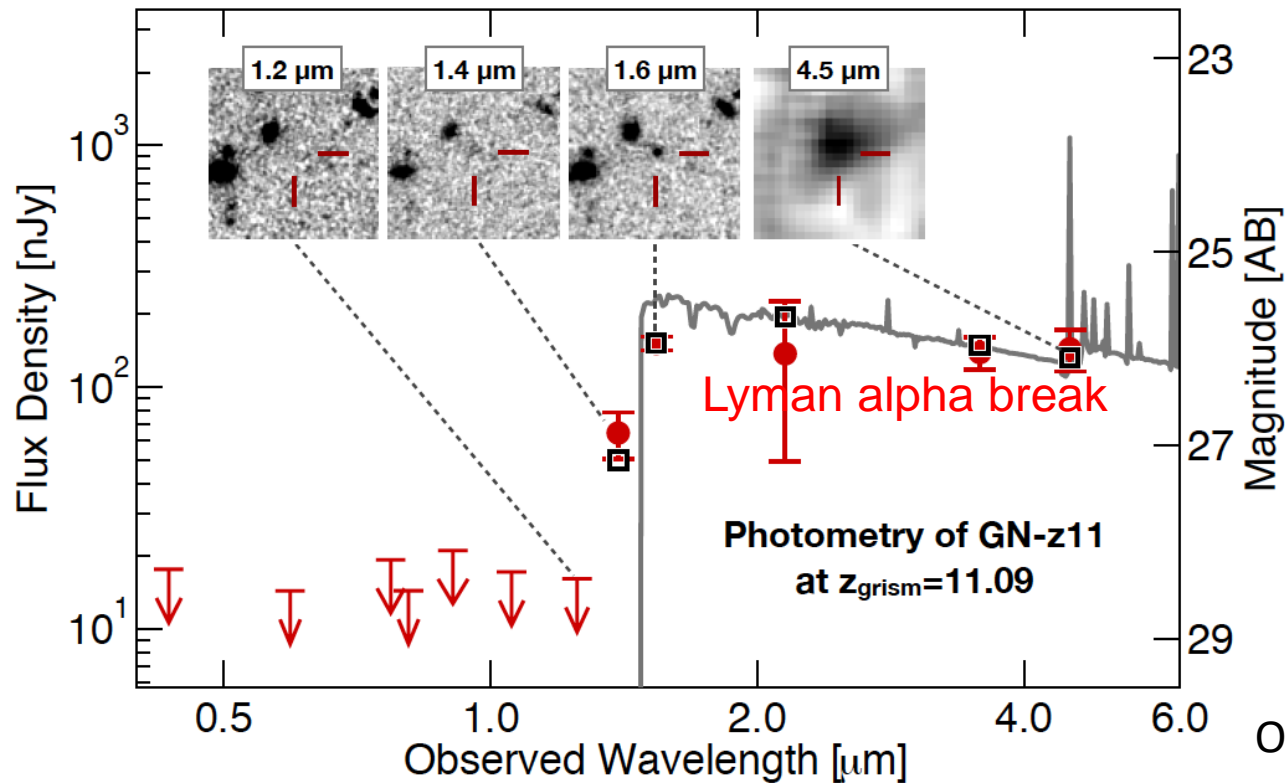 1.2 μm 1.4 μm 1.6 μm 4.5 μm
Flux Density [nJy]
10³
10²
10¹
23
25
27
29
Magnitude [AB]
Lyman alpha break
Photometry of GN-z11
at z_grism=11.09
0.5 1.0 2.0 4.0 6.0
Observed Wavelength [μm]
O